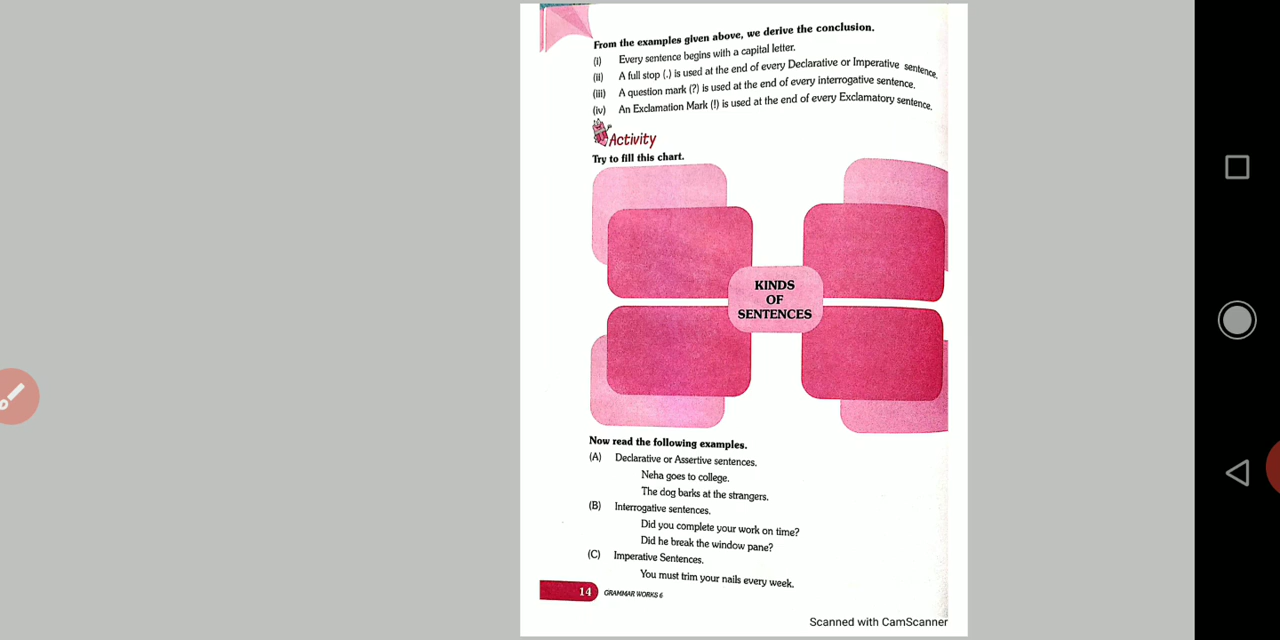 From the examples given above, we derive the conclusion.
(i) Every sentence begins with a capital letter.
(ii) A full stop (.) is used at the end of every Declarative or Imperative sentence.
(iii) A question mark (?) is used at the end of every interrogative sentence.
(iv) An Exclamation Mark (!) is used at the end of every Exclamatory sentence.
Activity
Try to fill this chart.
KINDS
OF
SENTENCES
Now read the following examples.
(A) Declarative or Assertive sentences.
Neha goes to college.
The dog barks at the strangers.
(B) Interrogative sentences.
Did you complete your work on time?
Did he break the window pane?
(C) Imperative Sentences.
You must trim your nails every week.
14 GRAMMAR WORKS 6
Scanned with CamScanner